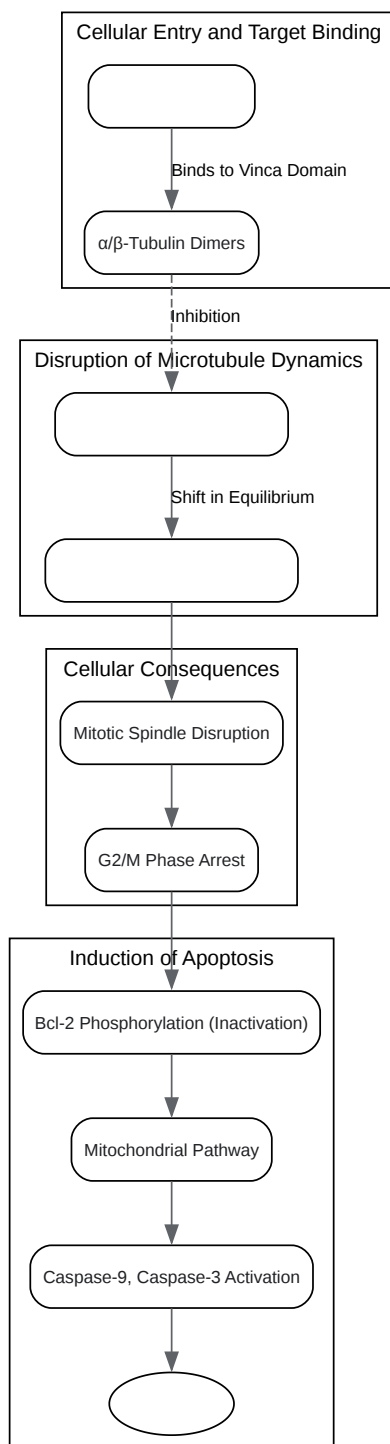 Cellular Entry and Target Binding
Binds to Vinca Domain
α/β-Tubulin Dimers
Inhibition
Disruption of Microtubule Dynamics
Shift in Equilibrium
Cellular Consequences
Mitotic Spindle Disruption
G2/M Phase Arrest
Induction of Apoptosis
Bcl-2 Phosphorylation (Inactivation)
Mitochondrial Pathway
Caspase-9, Caspase-3 Activation